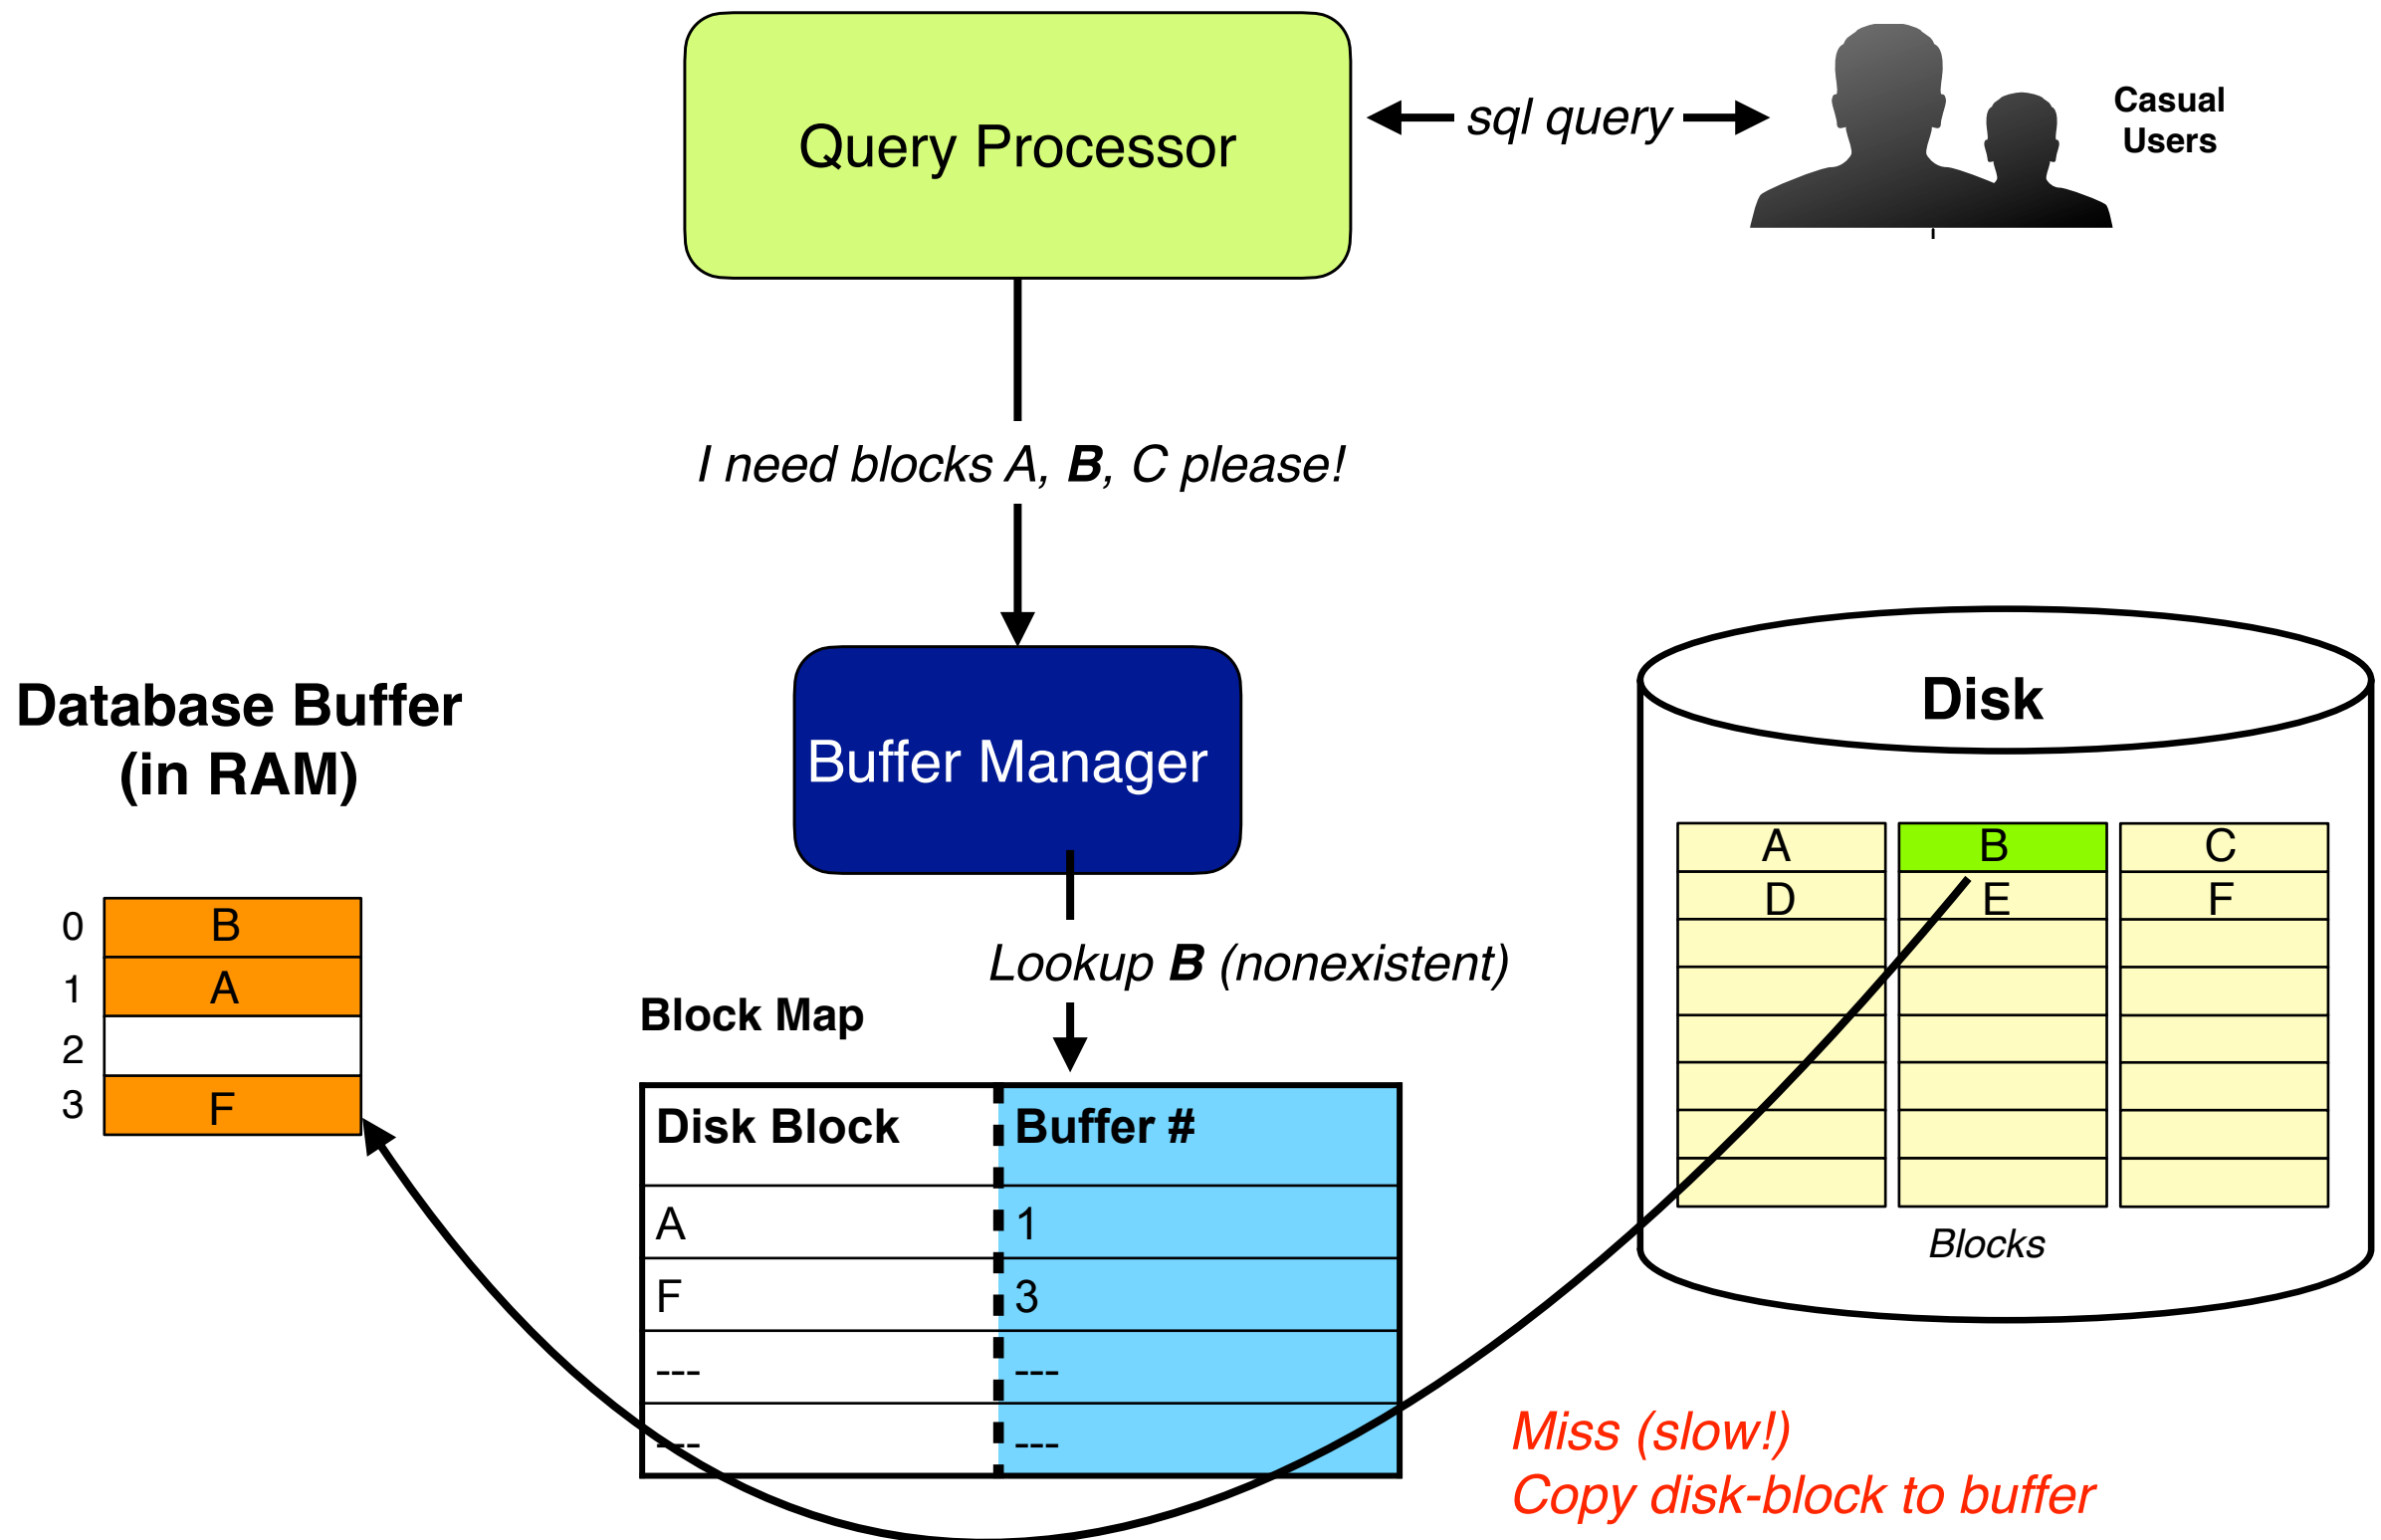 Query Processor
sql query
Casual
Users
I need blocks A, B, C please!
Database Buffer
(in RAM)
0 B
1 A
2
3 F
Buffer Manager
Lookup B (nonexistent)
Block Map
Disk Block Buffer #
A 1
F 3
--- ---
--- ---
Disk
A B C
D E F
Blocks
Miss (slow!)
Copy disk-block to buffer